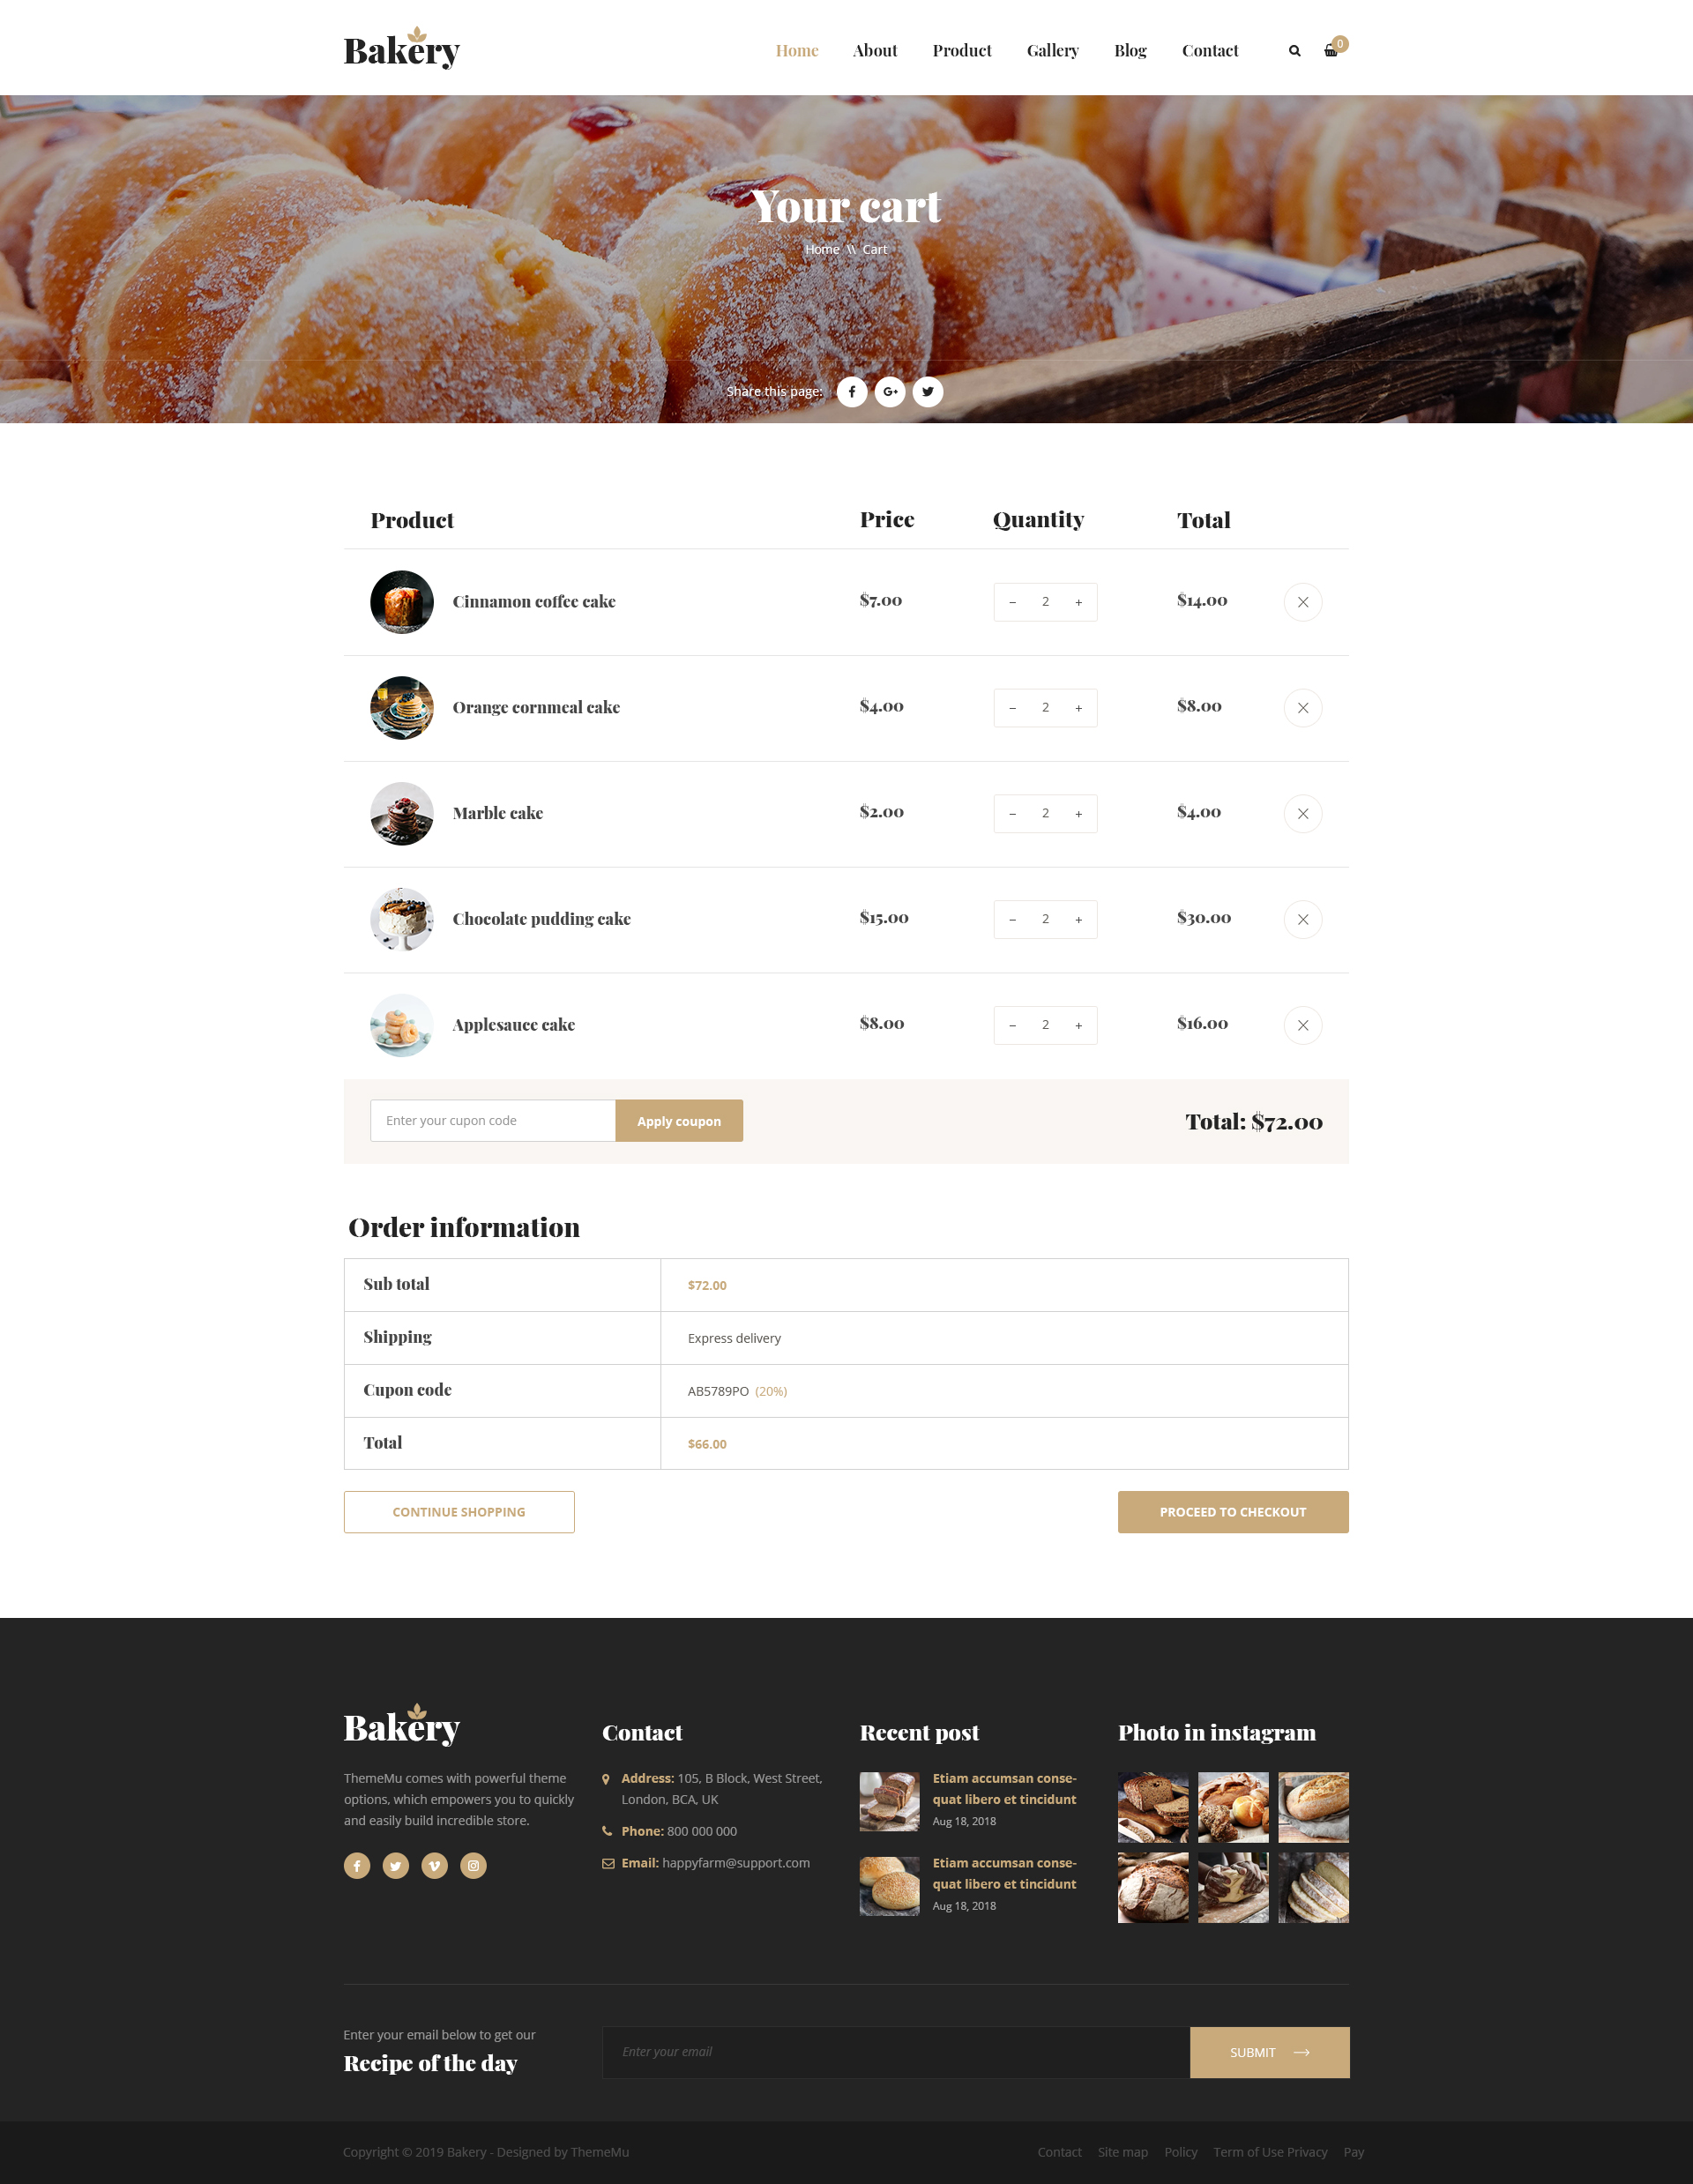 Bakery
Home About Product Gallery Blog Contact
0
Your cart
Home \\ Cart
Share this page:
Product Price Quantity Total
Cinnamon coffee cake $7.00 − 2 + $14.00
Orange cornmeal cake $4.00 − 2 + $8.00
Marble cake $2.00 − 2 + $4.00
Chocolate pudding cake $15.00 − 2 + $30.00
Applesauce cake $8.00 − 2 + $16.00
Enter your cupon code Apply coupon Total: $72.00
Order information
Sub total $72.00
Shipping Express delivery
Cupon code AB5789PO (20%)
Total $66.00
CONTINUE SHOPPING PROCEED TO CHECKOUT
Bakery
ThemeMu comes with powerful theme
options, which empowers you to quickly
and easily build incredible store.
Contact
Address: 105, B Block, West Street,
London, BCA, UK
Phone: 800 000 000
Email: happyfarm@support.com
Recent post
Etiam accumsan conse-
quat libero et tincidunt
Aug 18, 2018
Etiam accumsan conse-
quat libero et tincidunt
Aug 18, 2018
Photo in instagram
Enter your email below to get our
Recipe of the day
Enter your email SUBMIT
Copyright © 2019 Bakery - Designed by ThemeMu
Contact Site map Policy Term of Use Privacy Pay